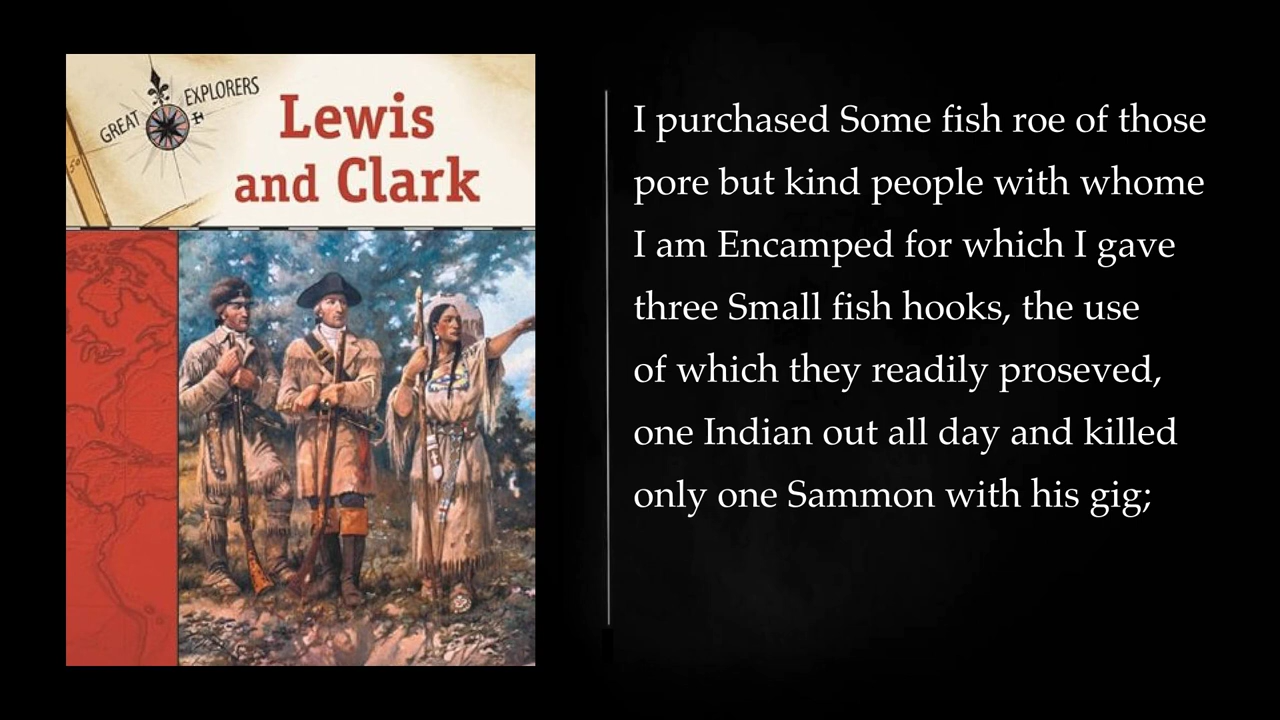 GREAT EXPLORERS
Lewis
and Clark
I purchased Some fish roe of those
pore but kind people with whome
I am Encamped for which I gave
three Small fish hooks, the use
of which they readily proseved,
one Indian out all day and killed
only one Sammon with his gig;